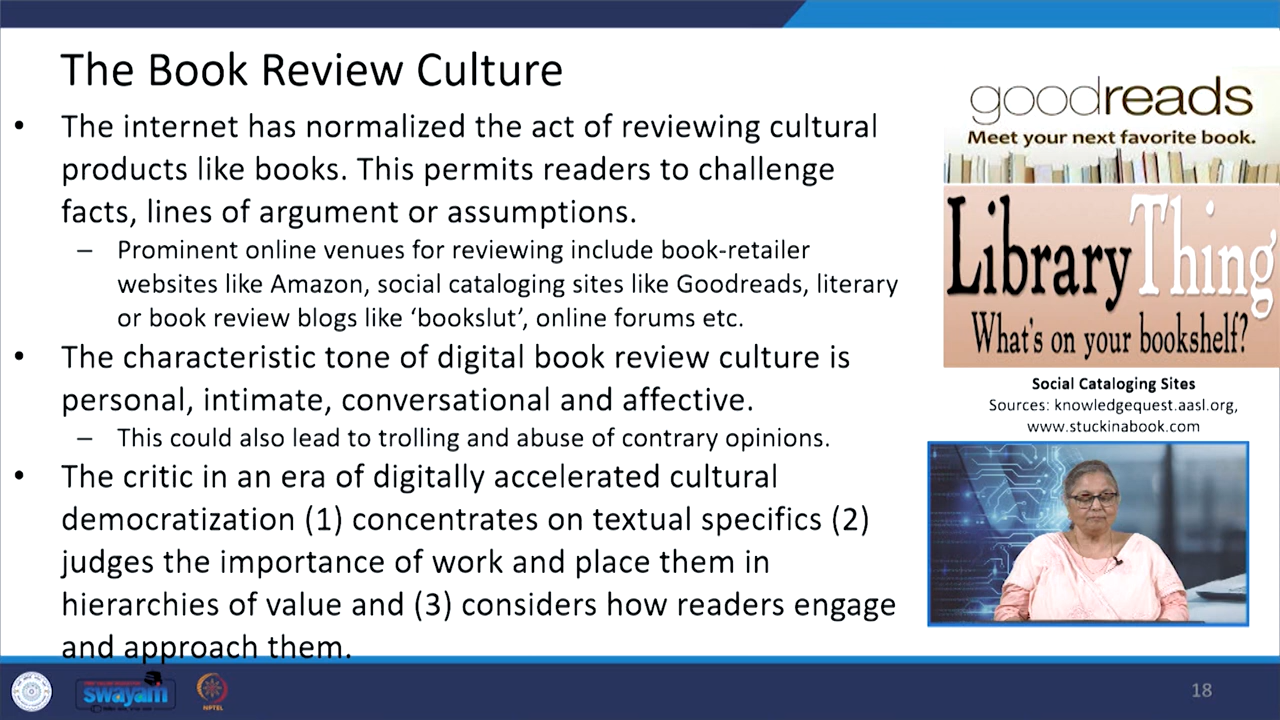 The Book Review Culture
• The internet has normalized the act of reviewing cultural
products like books. This permits readers to challenge
facts, lines of argument or assumptions.
– Prominent online venues for reviewing include book-retailer
websites like Amazon, social cataloging sites like Goodreads, literary
or book review blogs like ‘bookslut’, online forums etc.
• The characteristic tone of digital book review culture is
personal, intimate, conversational and affective.
– This could also lead to trolling and abuse of contrary opinions.
• The critic in an era of digitally accelerated cultural
democratization (1) concentrates on textual specifics (2)
judges the importance of work and place them in
hierarchies of value and (3) considers how readers engage
and approach them.
goodreads
Meet your next favorite book.
LibraryThing
What's on your bookshelf?
Social Cataloging Sites
Sources: knowledgequest.aasl.org,
www.stuckinabook.com
swayam
NPTEL
18